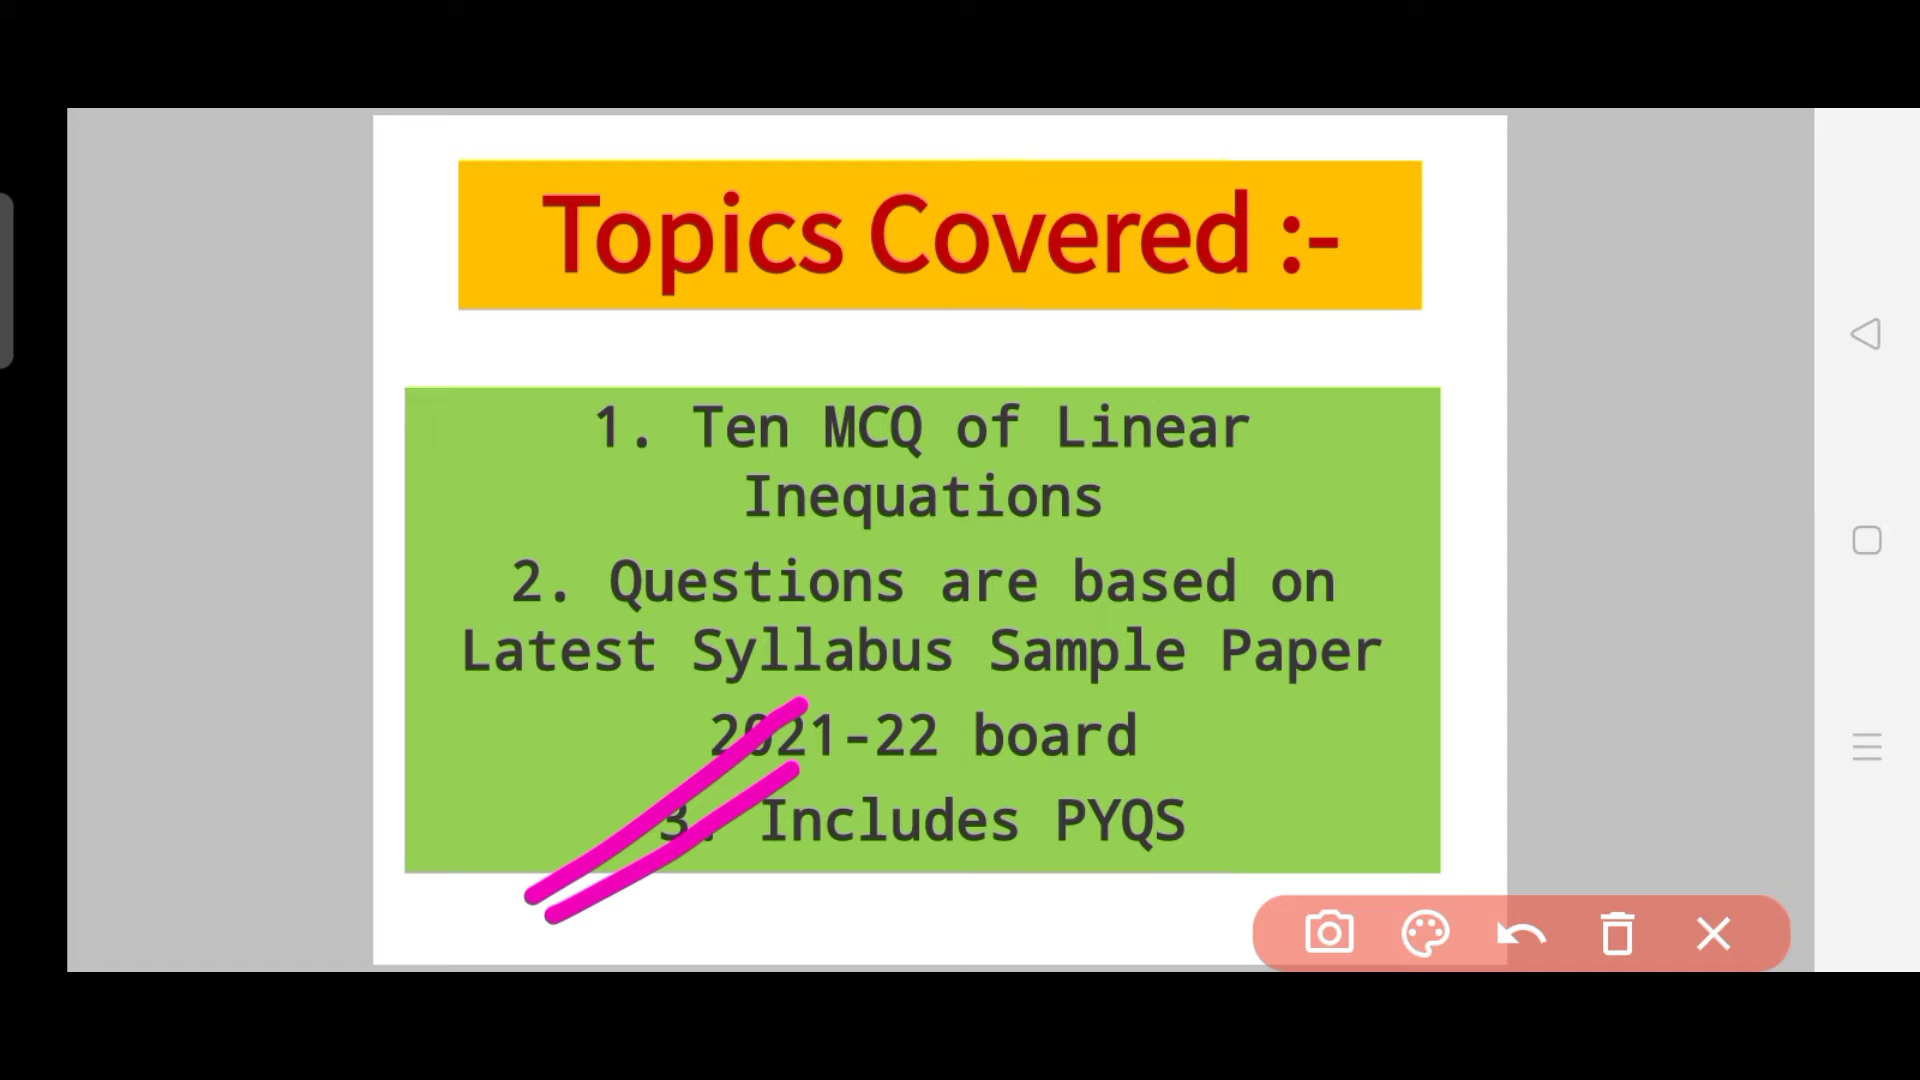 Topics Covered :-
1. Ten MCQ of Linear
Inequations
2. Questions are based on
Latest Syllabus Sample Paper
2021-22 board
3. Includes PYQS